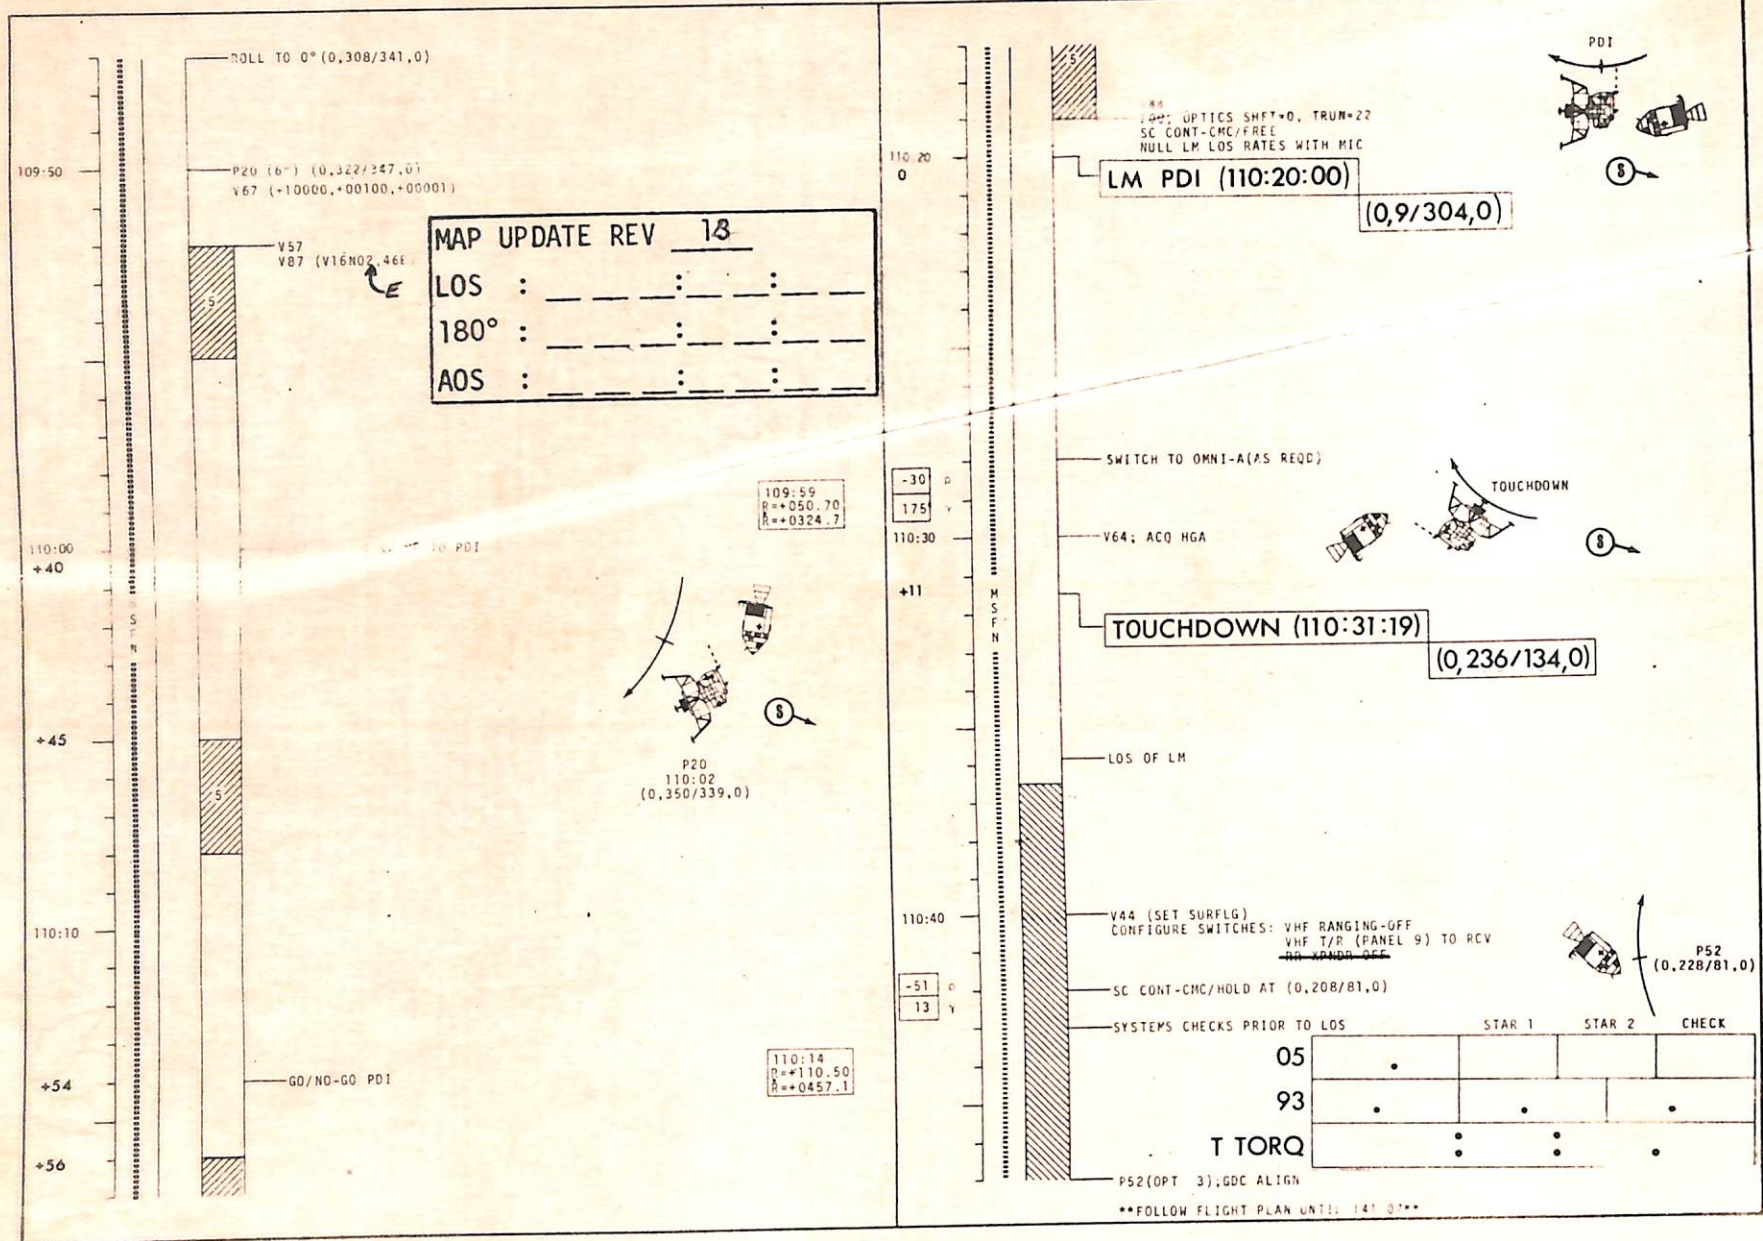 ROLL TO 0° (0,308/341,0)
109:50
P20 (6-) (0,322/347,0)
V67 (+10000,+00100,+00001)
V57
V87 (V16N02,46E
E
5
MAP UPDATE REV 13
LOS : _ _ _:_ _:_ _
180° : _ _ _:_ _:_ _
AOS : _ _ _:_ _:_ _
109:59
R=+050.70
R=+0324.7
110:00
+40
TO PDI
S
F
N
+45
5
P20
110:02
(0,350/339,0)
S
110:10
110:14
R=+110.50
R=+0457.1
+54
GO/NO-GO PDI
+56
5
OPTICS SHFT=0, TRUN=22
SC CONT-CMC/FREE
NULL LM LOS RATES WITH MIC
PDI
S
110:20
0
LM PDI (110:20:00)
(0,9/304,0)
SWITCH TO OMNI-A(AS REQD)
-30 P
175 Y
TOUCHDOWN
S
110:30
V64; ACQ HGA
+11
M
S
F
N
TOUCHDOWN (110:31:19)
(0,236/134,0)
LOS OF LM
110:40
V44 (SET SURFLG)
CONFIGURE SWITCHES: VHF RANGING-OFF
VHF T/R (PANEL 9) TO RCV
RR XPNDR-OFF
P52
(0,228/81,0)
-51 P
13 Y
SC CONT-CMC/HOLD AT (0,208/81,0)
SYSTEMS CHECKS PRIOR TO LOS
STAR 1 STAR 2 CHECK
05 .
93 . . .
T TORQ : : .
P52(OPT 3);GDC ALIGN
**FOLLOW FLIGHT PLAN UNTIL